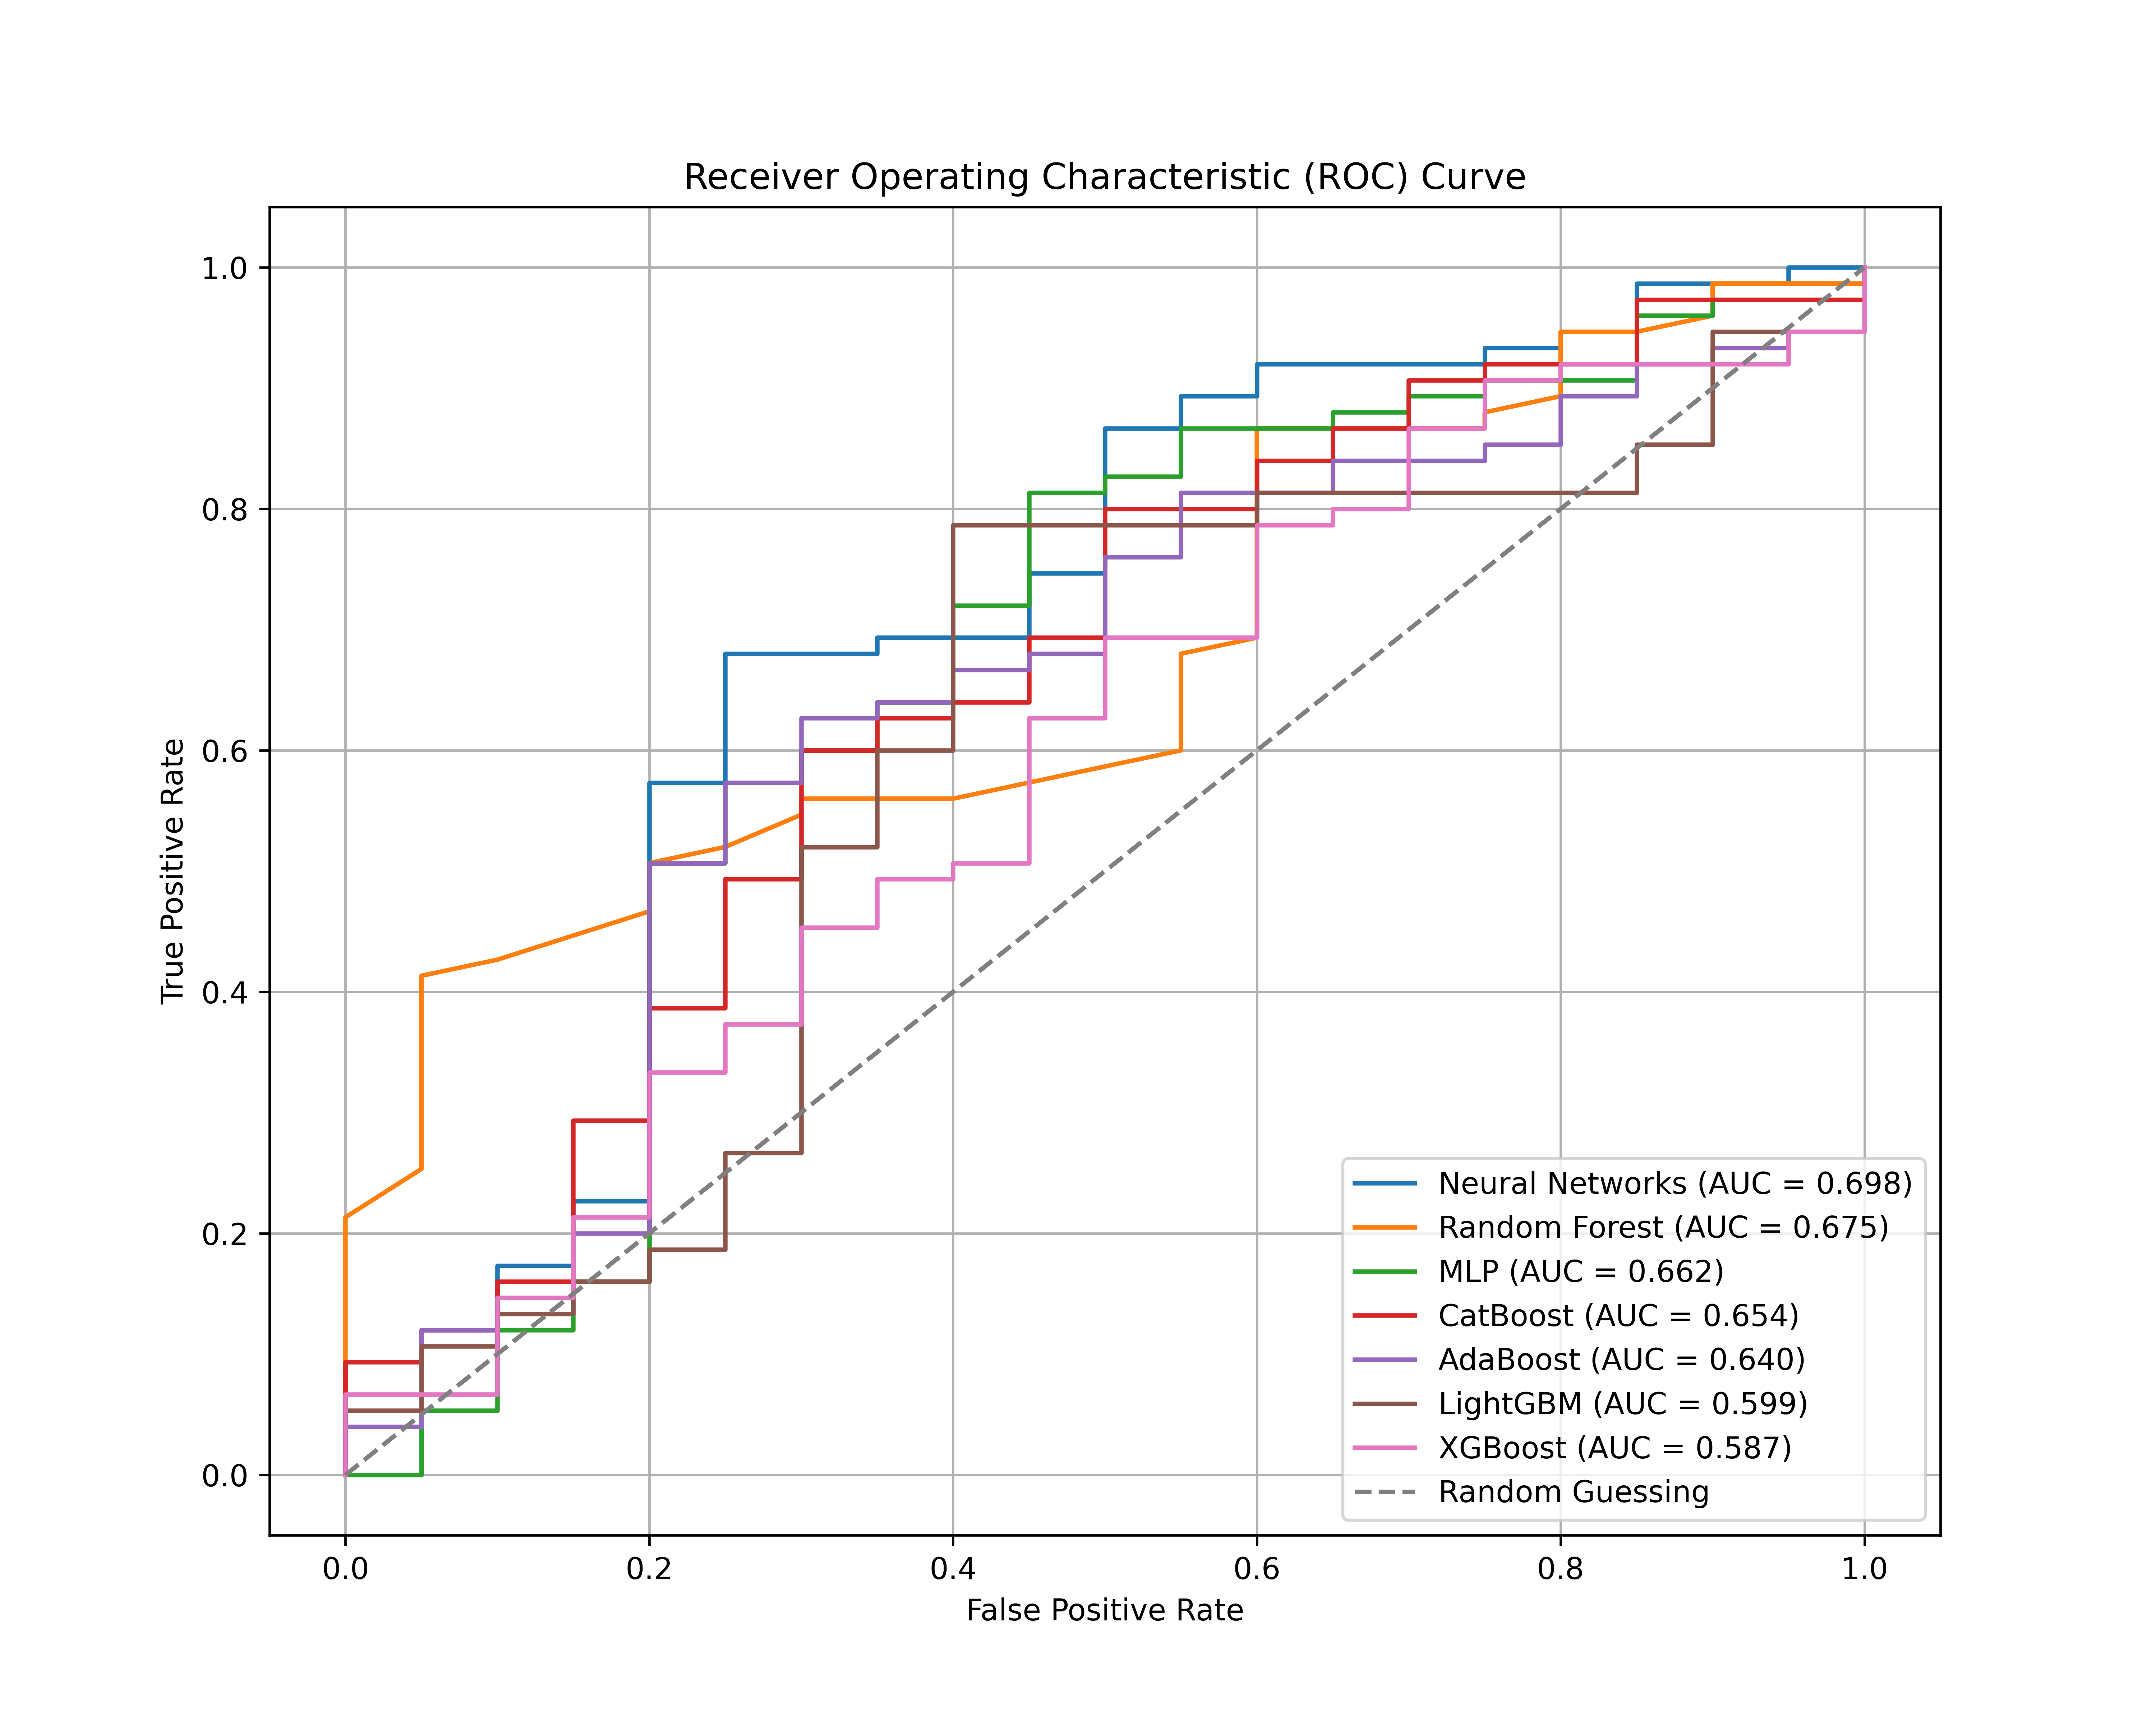 Receiver Operating Characteristic (ROC) Curve
1.0
0.8
0.6
0.4
0.2
0.0
True Positive Rate
0.0 0.2 0.4 0.6 0.8 1.0
False Positive Rate
Neural Networks (AUC = 0.698)
Random Forest (AUC = 0.675)
MLP (AUC = 0.662)
CatBoost (AUC = 0.654)
AdaBoost (AUC = 0.640)
LightGBM (AUC = 0.599)
XGBoost (AUC = 0.587)
Random Guessing